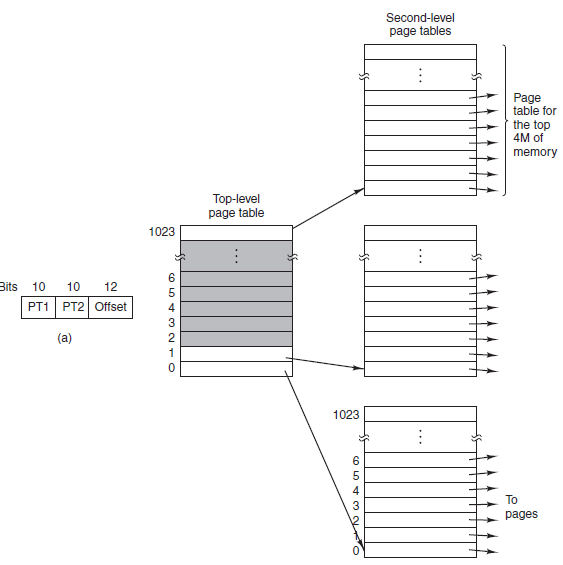 Second-level
page tables
Page
table for
the top
4M of
memory
Top-level
page table
1023
6
5
4
3
2
1
0
Bits 10 10 12
PT1 PT2 Offset
(a)
1023
6
5
4
3
2
1
0
To
pages